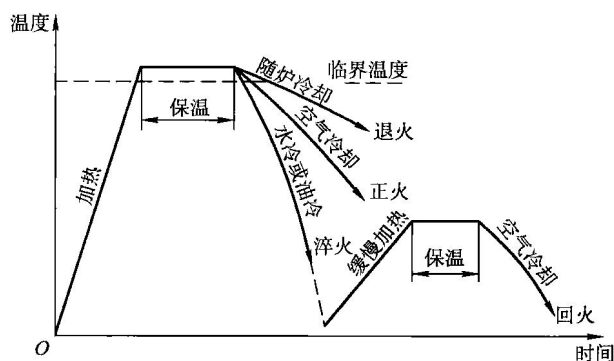 温度
临界温度
随炉冷却
保温
退火
空气冷却
水冷或油冷
正火
加热
淬火
缓慢加热
保温
空气冷却
回火
O
时间